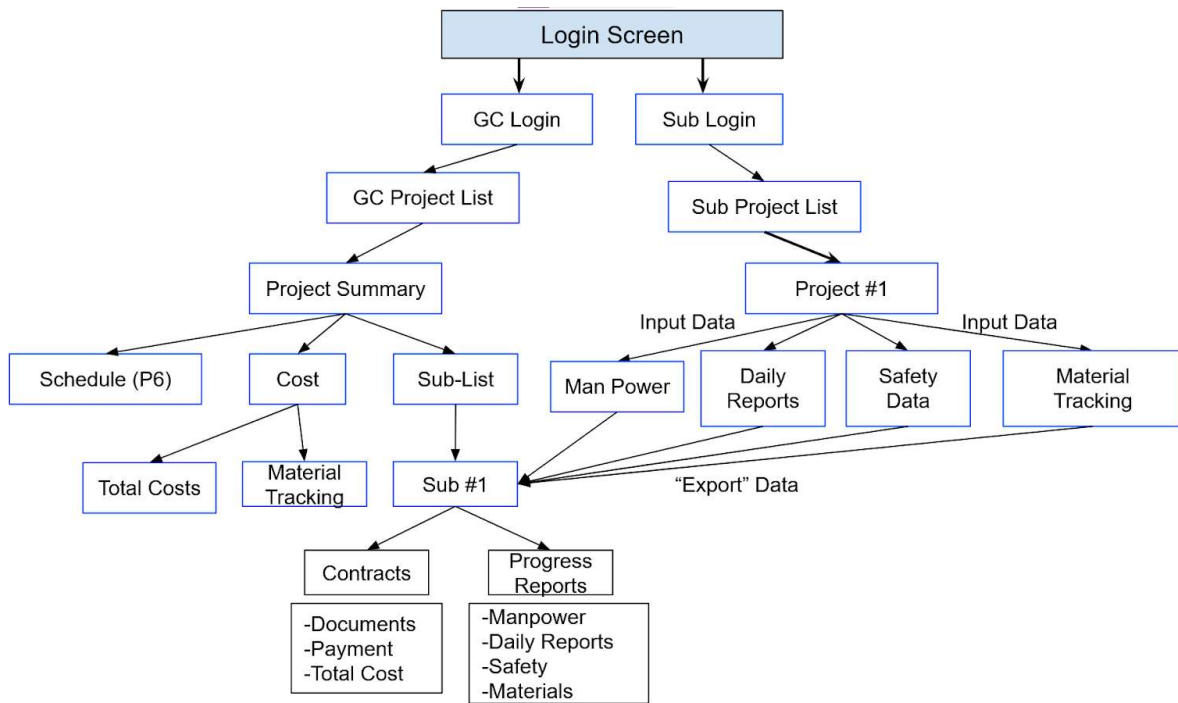 Login Screen
GC Login
Sub Login
GC Project List
Sub Project List
Project Summary
Project #1
Input Data
Input Data
Schedule (P6)
Cost
Sub-List
Man Power
Daily
Reports
Safety
Data
Material
Tracking
Total Costs
Material
Tracking
Sub #1
“Export” Data
Contracts
Progress
Reports
-Documents
-Payment
-Total Cost
-Manpower
-Daily Reports
-Safety
-Materials